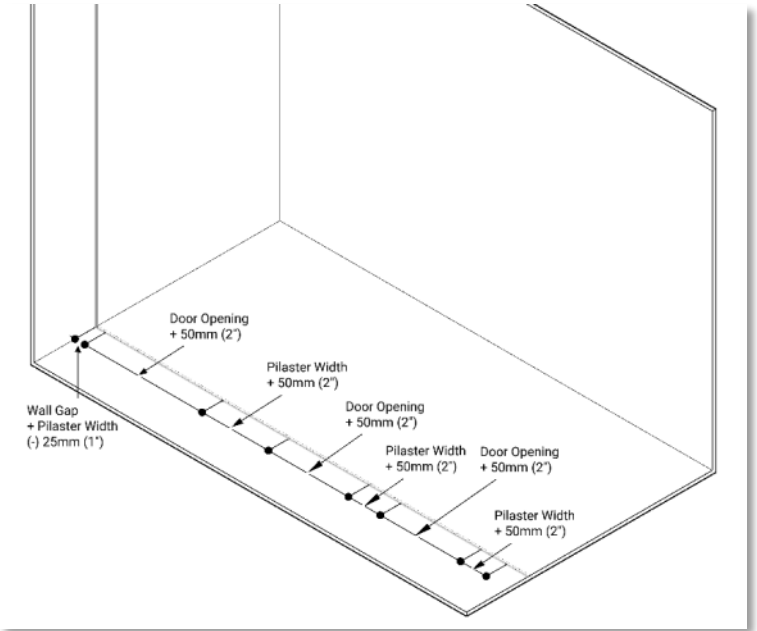 Door Opening
+ 50mm (2")
Pilaster Width
+ 50mm (2")
Wall Gap
+ Pilaster Width
(-) 25mm (1")
Door Opening
+ 50mm (2")
Pilaster Width
+ 50mm (2")
Door Opening
+ 50mm (2")
Pilaster Width
+ 50mm (2")